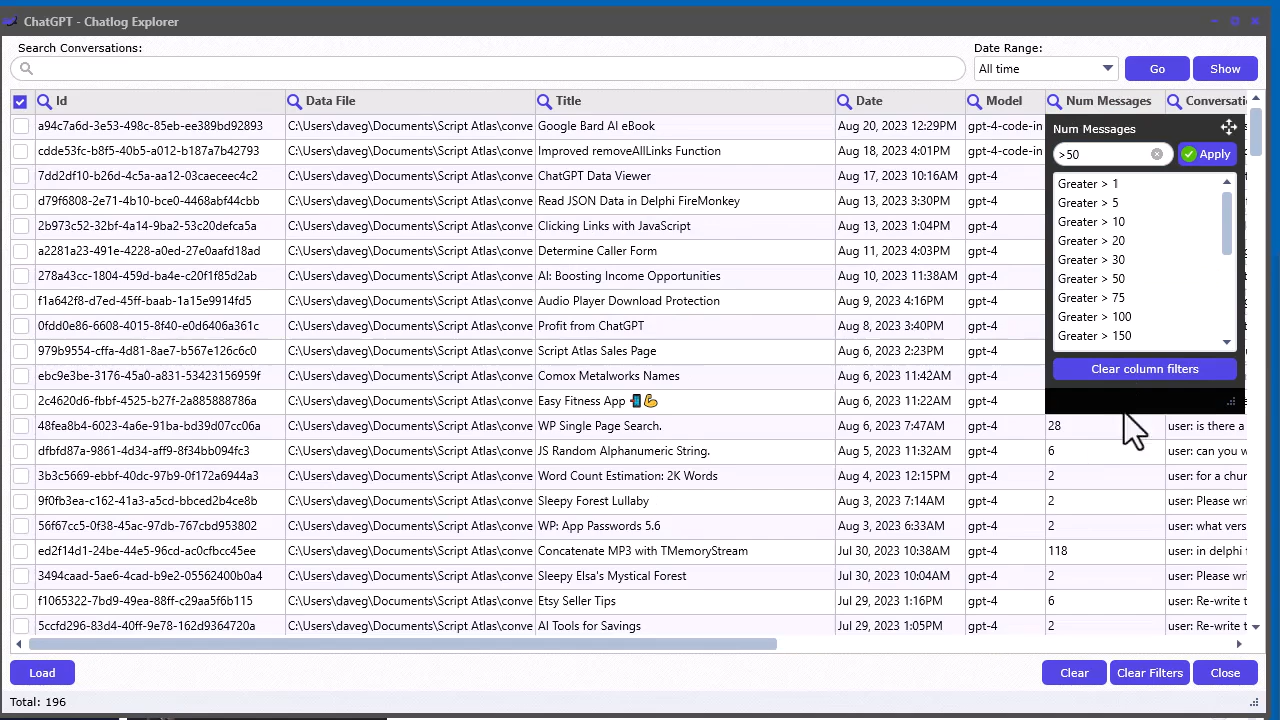 ChatGPT - Chatlog Explorer
Search Conversations:
Date Range:
All time
Go
Show
Id Data File Title Date Model Num Messages Conversati
a94c7a6d-3e53-498c-85eb-ee389bd92893 C:\Users\daveg\Documents\Script Atlas\conve Google Bard AI eBook Aug 20, 2023 12:29PM gpt-4-code-in
cdde53fc-b8f5-40b5-a012-b187a7b42793 C:\Users\daveg\Documents\Script Atlas\conve Improved removeAllLinks Function Aug 18, 2023 4:01PM gpt-4-code-in
7dd2df10-b26d-4c5a-aa12-03caeceec4c2 C:\Users\daveg\Documents\Script Atlas\conve ChatGPT Data Viewer Aug 17, 2023 10:16AM gpt-4
d79f6808-2e71-4b10-bce0-4468abf44cbb C:\Users\daveg\Documents\Script Atlas\conve Read JSON Data in Delphi FireMonkey Aug 13, 2023 3:30PM gpt-4
2b973c52-32bf-4a14-9ba2-53c20defca5a C:\Users\daveg\Documents\Script Atlas\conve Clicking Links with JavaScript Aug 13, 2023 1:04PM gpt-4
a2281a23-491e-4228-a0ed-27e0aafd18ad C:\Users\daveg\Documents\Script Atlas\conve Determine Caller Form Aug 11, 2023 4:03PM gpt-4
278a43cc-1804-459d-ba4e-c20f1f85d2ab C:\Users\daveg\Documents\Script Atlas\conve AI: Boosting Income Opportunities Aug 10, 2023 11:38AM gpt-4
f1a642f8-d7ed-45ff-baab-1a15e9914fd5 C:\Users\daveg\Documents\Script Atlas\conve Audio Player Download Protection Aug 9, 2023 4:16PM gpt-4
0fdd0e86-6608-4015-8f40-e0d6406a361c C:\Users\daveg\Documents\Script Atlas\conve Profit from ChatGPT Aug 8, 2023 3:40PM gpt-4
979b9554-cffa-4d81-8ae7-b567e126c6c0 C:\Users\daveg\Documents\Script Atlas\conve Script Atlas Sales Page Aug 6, 2023 2:23PM gpt-4
ebc9e3be-3176-45a0-a831-53423156959f C:\Users\daveg\Documents\Script Atlas\conve Comox Metalworks Names Aug 6, 2023 11:42AM gpt-4
2c4620d6-fbbf-4525-b27f-2a885888786a C:\Users\daveg\Documents\Script Atlas\conve Easy Fitness App 📲💪 Aug 6, 2023 11:22AM gpt-4
48fea8b4-6023-4a6e-91ba-bd39d07cc06a C:\Users\daveg\Documents\Script Atlas\conve WP Single Page Search. Aug 6, 2023 7:47AM gpt-4 28 user: is there a
dfbfd87a-9861-4d34-aff9-8f34bb094fc3 C:\Users\daveg\Documents\Script Atlas\conve JS Random Alphanumeric String. Aug 5, 2023 11:32AM gpt-4 6 user: can you w
3b3c5669-ebbf-40dc-97b9-0f172a6944a3 C:\Users\daveg\Documents\Script Atlas\conve Word Count Estimation: 2K Words Aug 4, 2023 12:15PM gpt-4 2 user: for a chur
9f0fb3ea-c162-41a3-a5cd-bbced2b4ce8b C:\Users\daveg\Documents\Script Atlas\conve Sleepy Forest Lullaby Aug 3, 2023 7:14AM gpt-4 2 user: Please wri
56f67cc5-0f38-45ac-97db-767cbd953802 C:\Users\daveg\Documents\Script Atlas\conve WP: App Passwords 5.6 Aug 3, 2023 6:33AM gpt-4 2 user: what vers
ed2f14d1-24be-44e5-96cd-ac0cfbcc45ee C:\Users\daveg\Documents\Script Atlas\conve Concatenate MP3 with TMemoryStream Jul 30, 2023 10:38AM gpt-4 118 user: in delphi f
3494caad-5ae6-4cad-b9e2-05562400b0a4 C:\Users\daveg\Documents\Script Atlas\conve Sleepy Elsa's Mystical Forest Jul 30, 2023 10:04AM gpt-4 2 user: Please wri
f1065322-7bd9-49ea-88ff-c29aa5f6b115 C:\Users\daveg\Documents\Script Atlas\conve Etsy Seller Tips Jul 29, 2023 1:16PM gpt-4 6 user: Re-write t
5ccfd296-83d4-40ff-9e78-162d9364720a C:\Users\daveg\Documents\Script Atlas\conve AI Tools for Savings Jul 29, 2023 1:05PM gpt-4 2 user: Re-write t
Num Messages
>50
Apply
Greater > 1
Greater > 5
Greater > 10
Greater > 20
Greater > 30
Greater > 50
Greater > 75
Greater > 100
Greater > 150
Clear column filters
Load
Clear
Clear Filters
Close
Total: 196